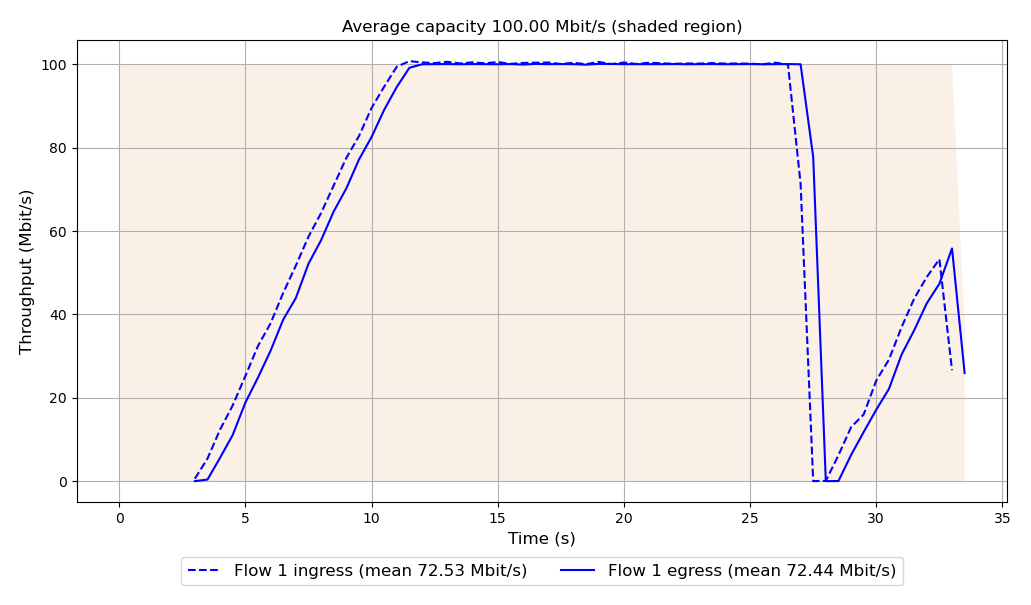 Average capacity 100.00 Mbit/s (shaded region)
Throughput (Mbit/s)
100
80
60
40
20
0
0 5 10 15 20 25 30 35
Time (s)
Flow 1 ingress (mean 72.53 Mbit/s) Flow 1 egress (mean 72.44 Mbit/s)